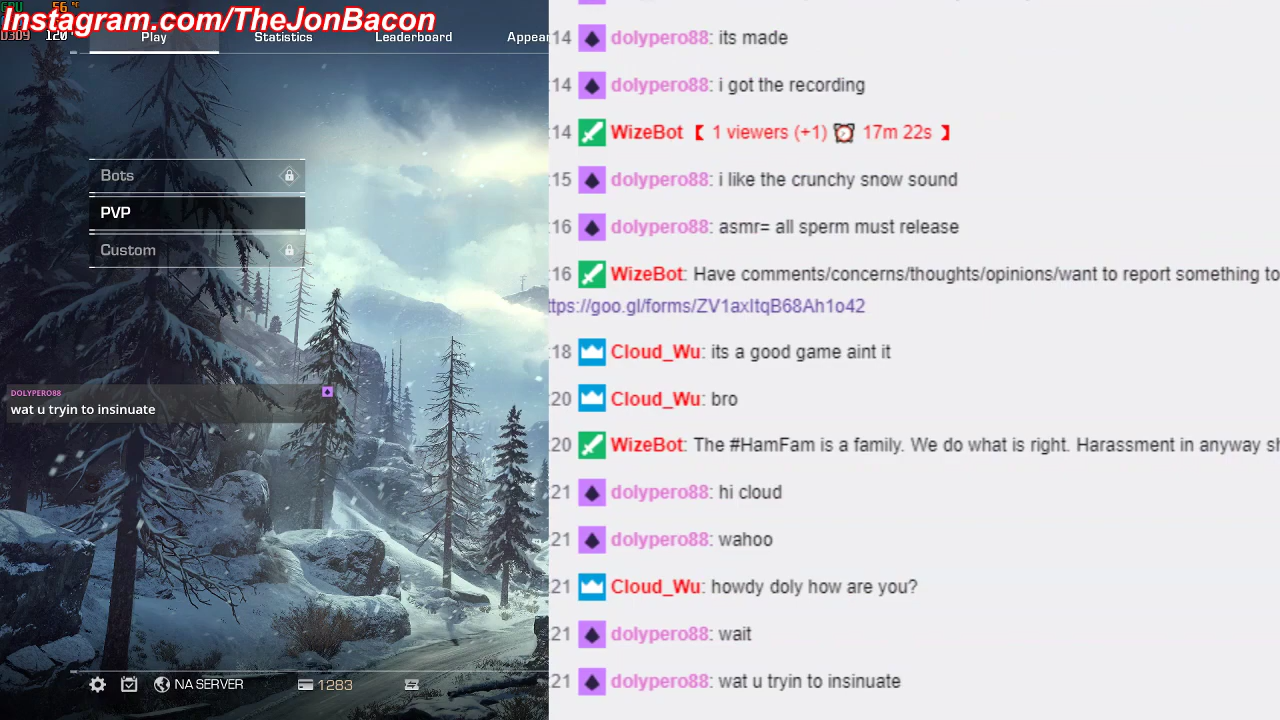 GPU 56 °C
Instagram.com/TheJonBacon
D3D9 120
Play Statistics Leaderboard Appear
Bots
PVP
Custom
DOLYPERO88
wat u tryin to insinuate
NA SERVER 1283
14 dolypero88: its made
14 dolypero88: i got the recording
14 WizeBot 【 1 viewers (+1) ⏰ 17m 22s 】
:15 dolypero88: i like the crunchy snow sound
:16 dolypero88: asmr= all sperm must release
:16 WizeBot: Have comments/concerns/thoughts/opinions/want to report something to
ttps://goo.gl/forms/ZV1axItqB68Ah1o42
:18 Cloud_Wu: its a good game aint it
:20 Cloud_Wu: bro
:20 WizeBot: The #HamFam is a family. We do what is right. Harassment in anyway sh
:21 dolypero88: hi cloud
:21 dolypero88: wahoo
:21 Cloud_Wu: howdy doly how are you?
:21 dolypero88: wait
:21 dolypero88: wat u tryin to insinuate